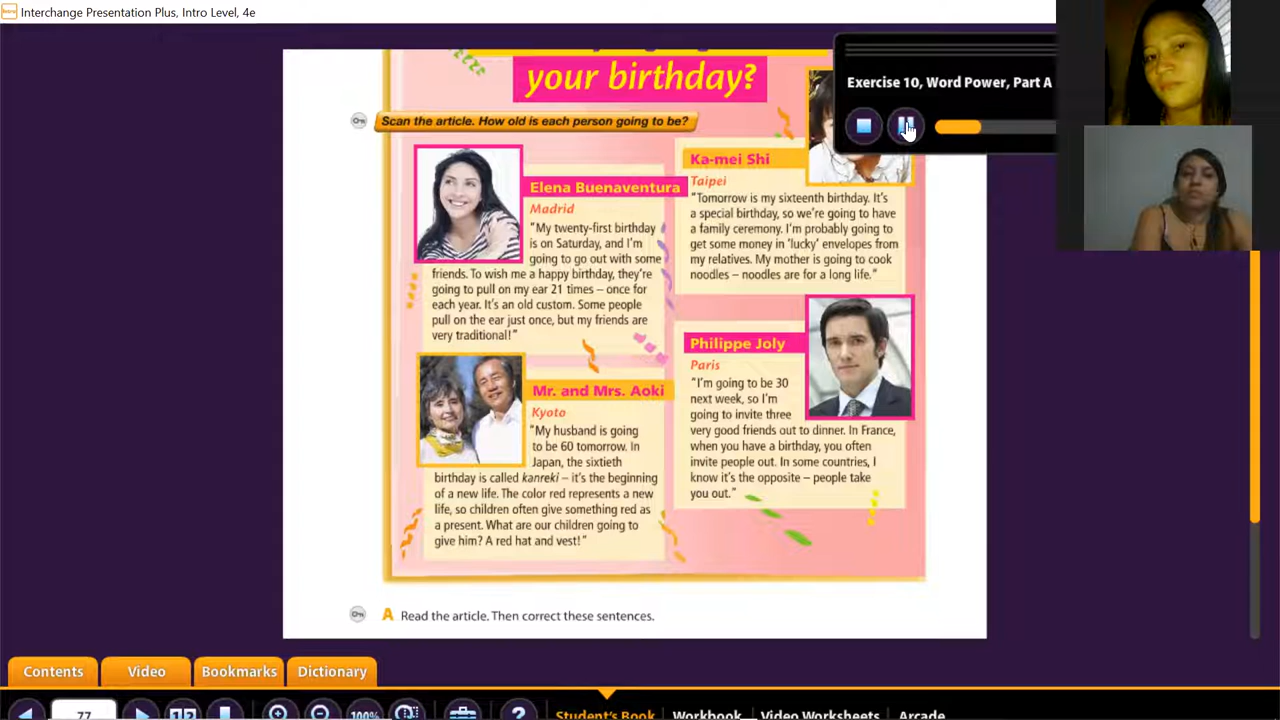 Interchange Presentation Plus, Intro Level, 4e
your birthday?
Scan the article. How old is each person going to be?
Elena Buenaventura
Madrid
"My twenty-first birthday
is on Saturday, and I'm
going to go out with some
friends. To wish me a happy birthday, they're
going to pull on my ear 21 times – once for
each year. It's an old custom. Some people
pull on the ear just once, but my friends are
very traditional!"
Mr. and Mrs. Aoki
Kyoto
"My husband is going
to be 60 tomorrow. In
Japan, the sixtieth
birthday is called kanreki – it's the beginning
of a new life. The color red represents a new
life, so children often give something red as
a present. What are our children going to
give him? A red hat and vest!"
Ka-mei Shi
Taipei
"Tomorrow is my sixteenth birthday. It's
a special birthday, so we're going to have
a family ceremony. I'm probably going to
get some money in 'lucky' envelopes from
my relatives. My mother is going to cook
noodles – noodles are for a long life."
Philippe Joly
Paris
"I'm going to be 30
next week, so I'm
going to invite three
very good friends out to dinner. In France,
when you have a birthday, you often
invite people out. In some countries, I
know it's the opposite – people take
you out."
A Read the article. Then correct these sentences.
Exercise 10, Word Power, Part A
Contents
Video
Bookmarks
Dictionary
77
100%
Student's Book
Workbook
Video Worksheets
Arcade